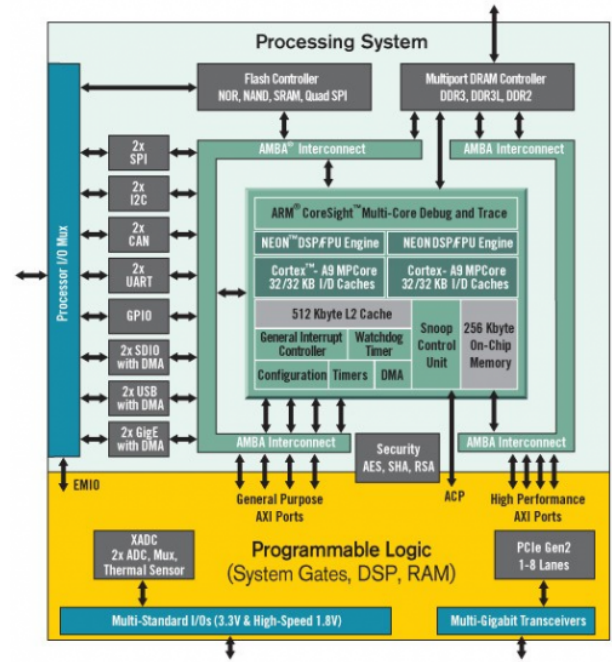 Processing System
Flash Controller
NOR, NAND, SRAM, Quad SPI
Multiport DRAM Controller
DDR3, DDR3L, DDR2
Processor I/O Mux
2x
SPI
2x
I2C
2x
CAN
2x
UART
GPIO
2x SDIO
with DMA
2x USB
with DMA
2x GigE
with DMA
AMBA® Interconnect
AMBA Interconnect
ARM® CoreSight™ Multi-Core Debug and Trace
NEON™ DSP/FPU Engine
NEON DSP/FPU Engine
Cortex™- A9 MPCore
32/32 KB I/D Caches
Cortex- A9 MPCore
32/32 KB I/D Caches
512 Kbyte L2 Cache
General Interrupt
Controller
Watchdog
Timer
Configuration
Timers
DMA
Snoop
Control
Unit
256 Kbyte
On-Chip
Memory
AMBA Interconnect
Security
AES, SHA, RSA
AMBA Interconnect
EMIO
General Purpose
AXI Ports
ACP
High Performance
AXI Ports
XADC
2x ADC, Mux,
Thermal Sensor
Programmable Logic
(System Gates, DSP, RAM)
PCIe Gen2
1-8 Lanes
Multi-Standard I/Os (3.3V & High-Speed 1.8V)
Multi-Gigabit Transceivers